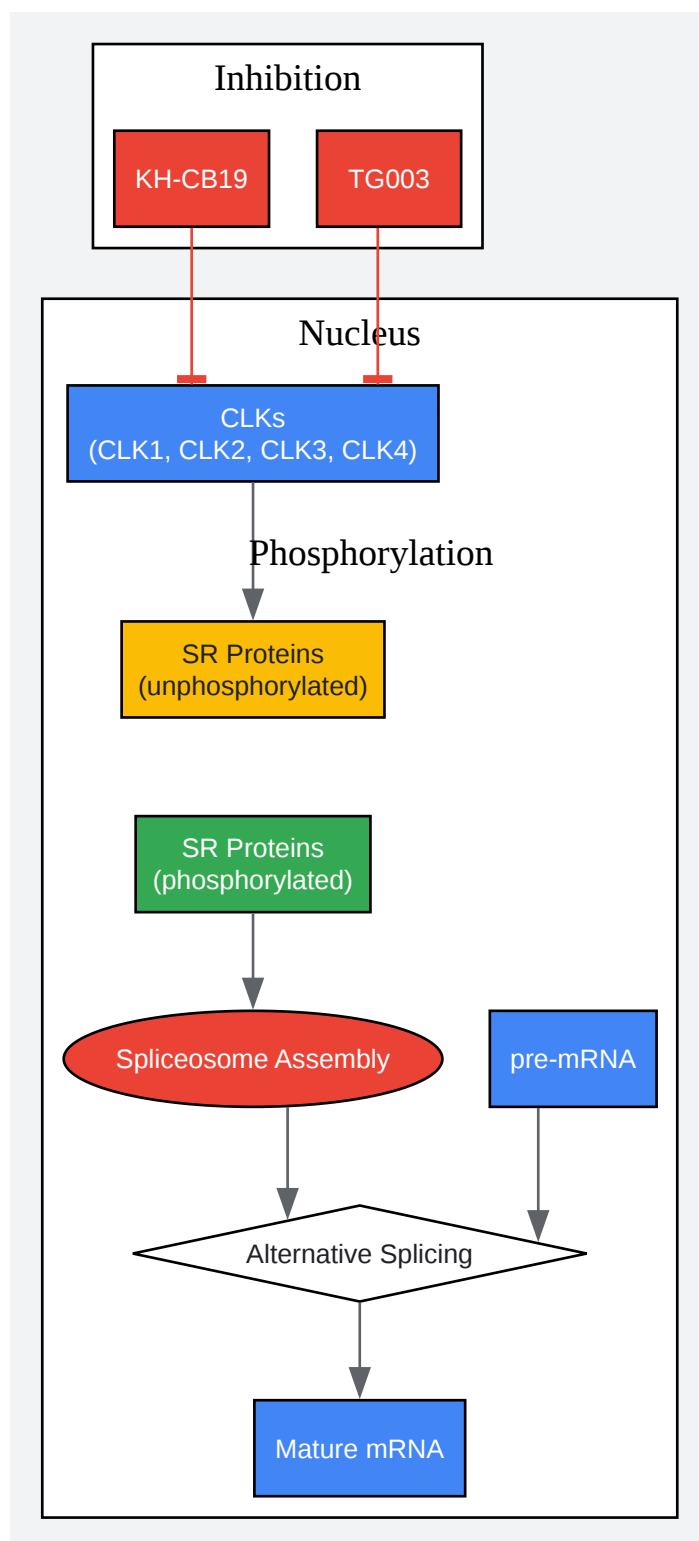 Inhibition
KH-CB19
TG003
Nucleus
CLKs
(CLK1, CLK2, CLK3, CLK4)
Phosphorylation
SR Proteins
(unphosphorylated)
SR Proteins
(phosphorylated)
Spliceosome Assembly
pre-mRNA
Alternative Splicing
Mature mRNA